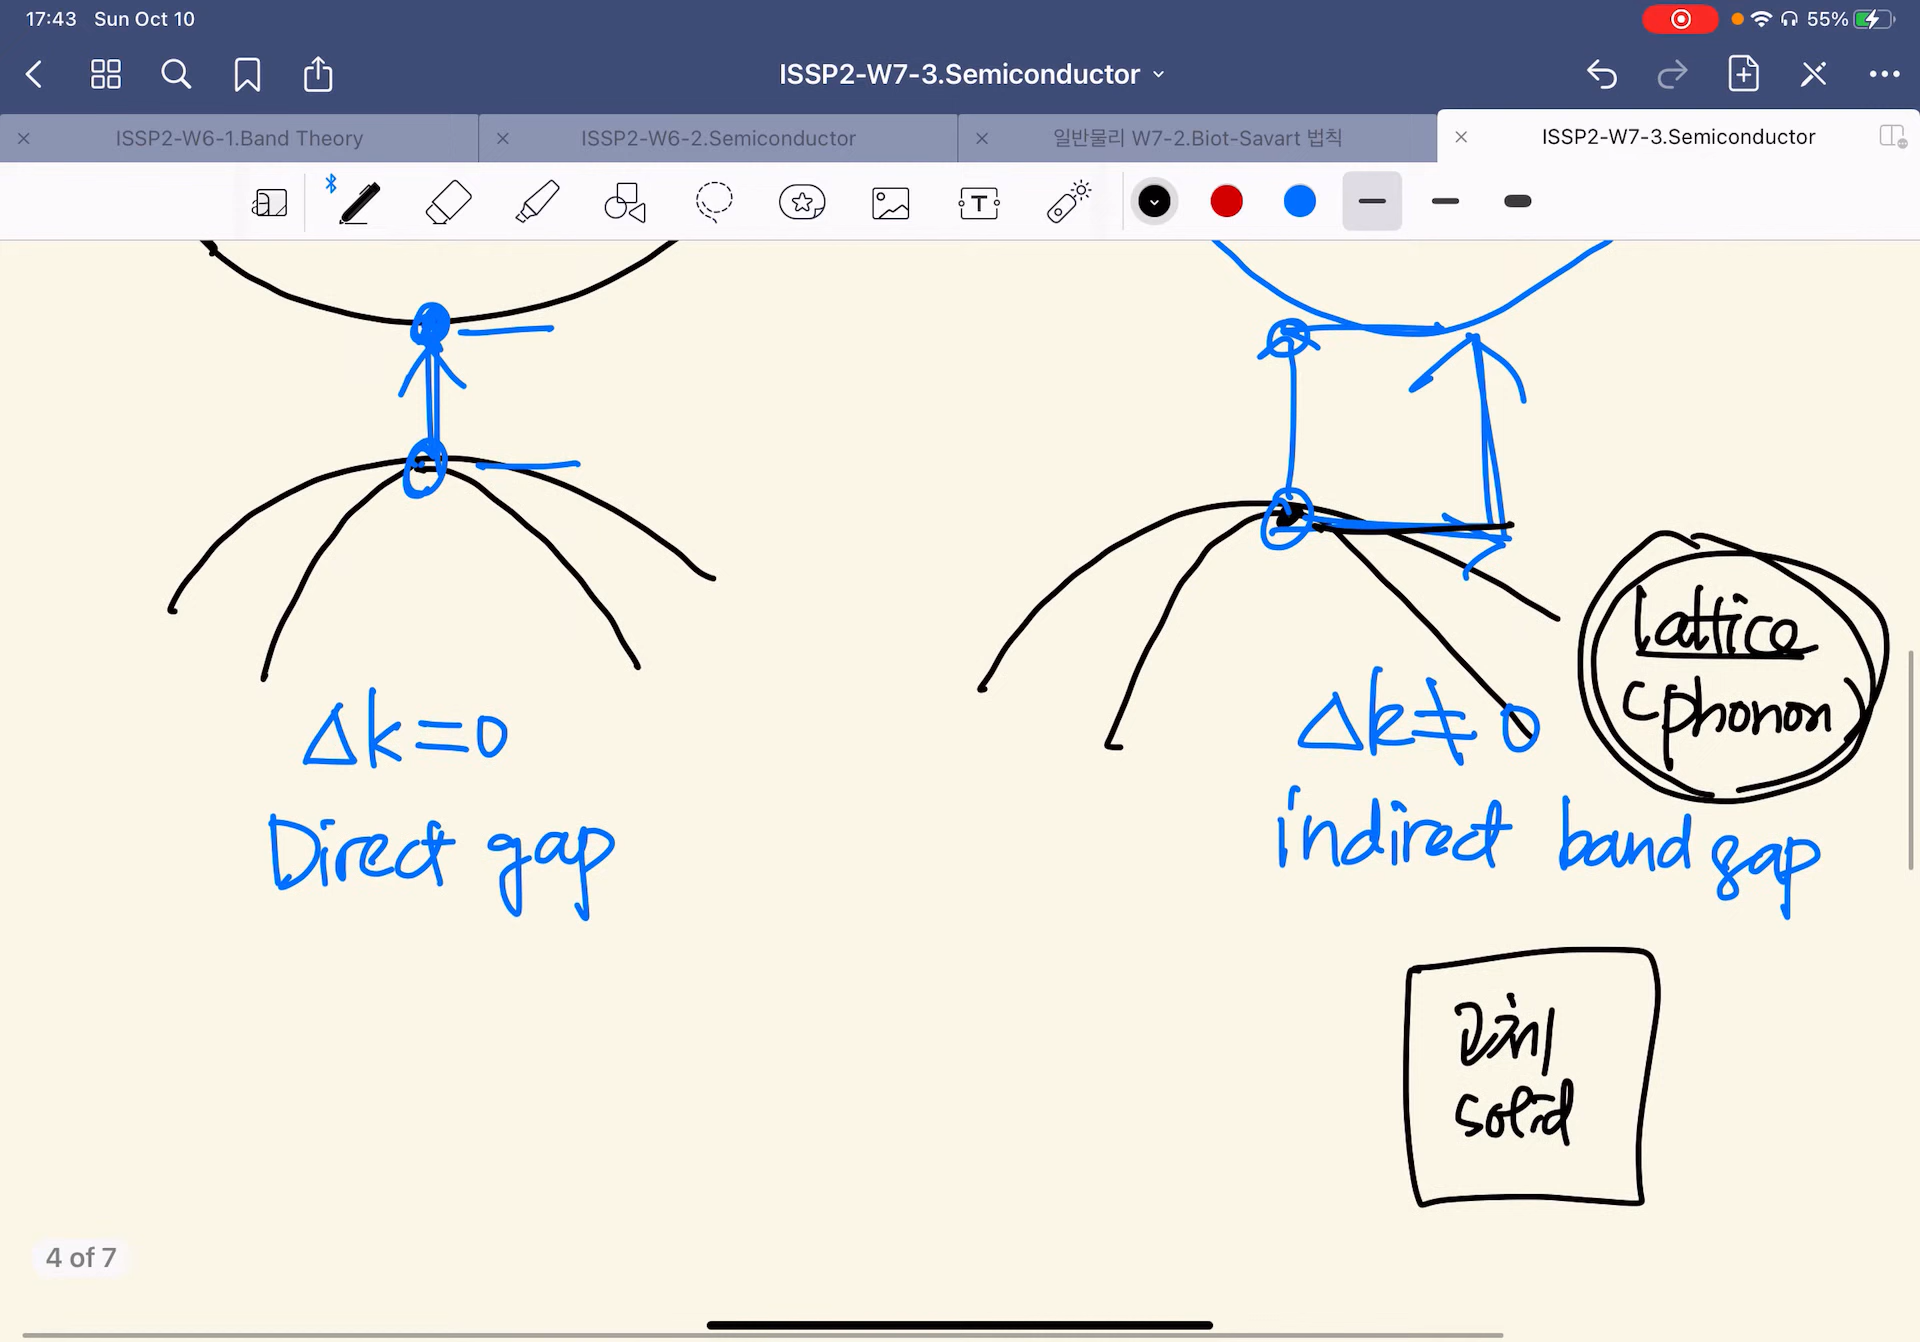 17:43 Sun Oct 10
55%
ISSP2-W7-3.Semiconductor
ISSP2-W6-1.Band Theory
ISSP2-W6-2.Semiconductor
일반물리 W7-2.Biot-Savart 법칙
ISSP2-W7-3.Semiconductor
T
lattice
(phonon)
Δk=0
Δk≠0
Direct gap
indirect band gap
고체
solid
4 of 7